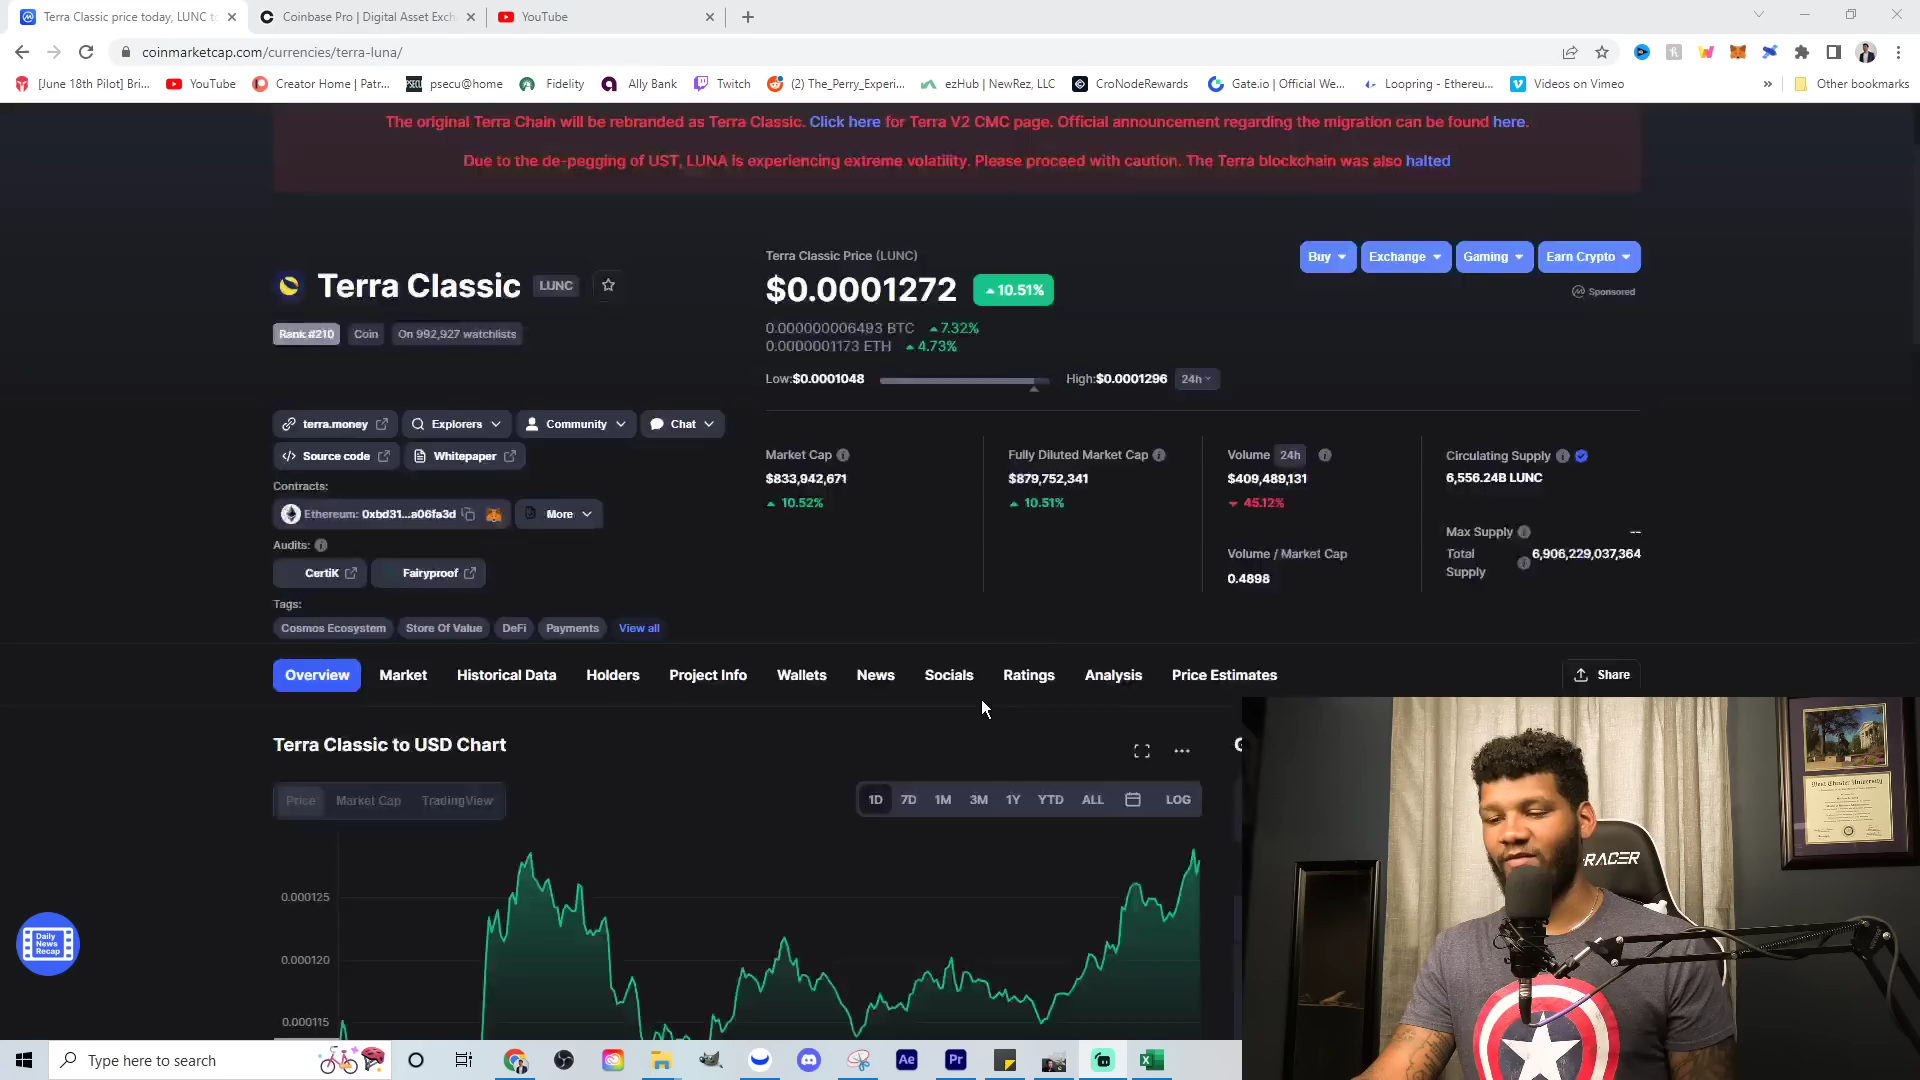 Terra Classic price today, LUNC to
Coinbase Pro | Digital Asset Exch
YouTube
coinmarketcap.com/currencies/terra-luna/
[June 18th Pilot] Bri...
YouTube
Creator Home | Patr...
psecu@home
Fidelity
Ally Bank
Twitch
(2) The_Perry_Experi...
ezHub | NewRez, LLC
CroNodeRewards
Gate.io | Official We...
Loopring - Ethereu...
Videos on Vimeo
»
Other bookmarks
The original Terra Chain will be rebranded as Terra Classic. Click here for Terra V2 CMC page. Official announcement regarding the migration can be found here.
Due to the de-pegging of UST, LUNA is experiencing extreme volatility. Please proceed with caution. The Terra blockchain was also halted
Terra Classic LUNC
Rank #210
Coin
On 992,927 watchlists
Terra Classic Price (LUNC)
$0.0001272 10.51%
0.000000006493 BTC 7.32%
0.0000001173 ETH 4.73%
Low:$0.0001048 High:$0.0001296 24h
Buy
Exchange
Gaming
Earn Crypto
Sponsored
terra.money
Explorers
Community
Chat
Source code
Whitepaper
Contracts:
Ethereum: 0xbd31...a06fa3d
More
Audits:
CertiK
Fairyproof
Tags:
Cosmos Ecosystem
Store Of Value
DeFi
Payments
View all
Market Cap
$833,942,671
10.52%
Fully Diluted Market Cap
$879,752,341
10.51%
Volume 24h
$409,489,131
45.12%
Volume / Market Cap
0.4898
Circulating Supply
6,556.24B LUNC
Max Supply --
Total Supply 6,906,229,037,364
Overview
Market
Historical Data
Holders
Project Info
Wallets
News
Socials
Ratings
Analysis
Price Estimates
Share
Terra Classic to USD Chart
G
Price
Market Cap
TradingView
1D
7D
1M
3M
1Y
YTD
ALL
LOG
0.000125
0.000120
0.000115
Daily
News
Recap
RACER
West Chester University
Type here to search
Ae
Pr